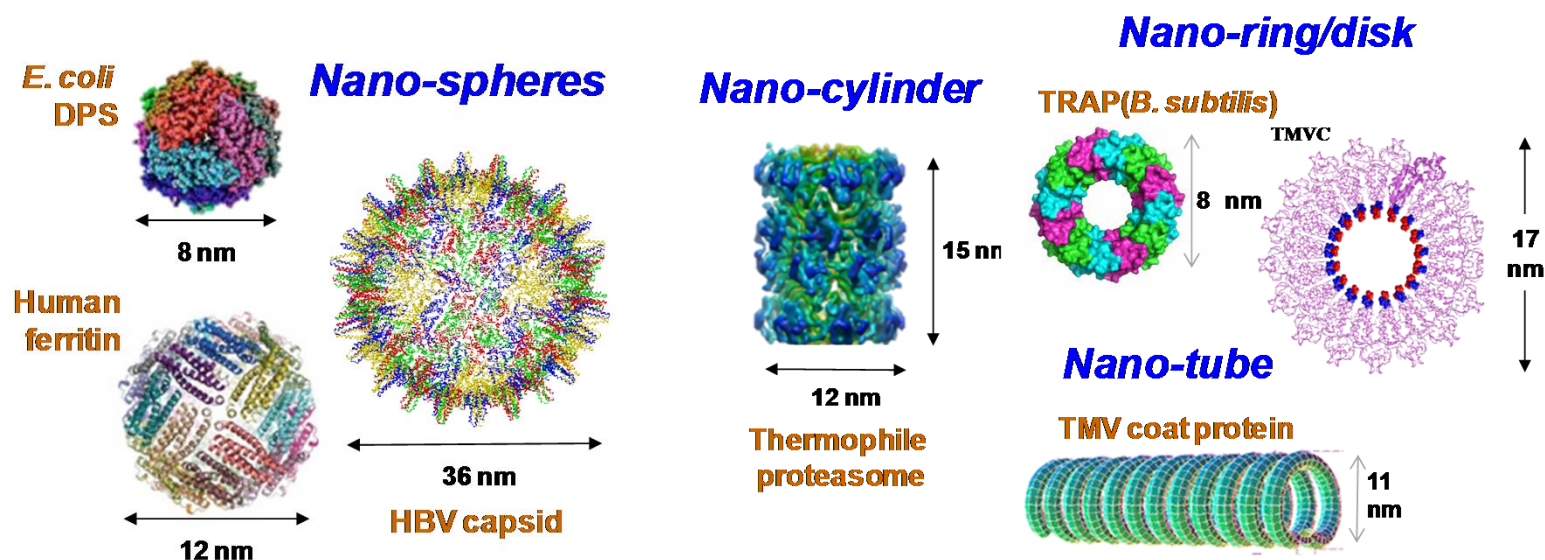 E. coli
DPS
8 nm
Nano-spheres
Human
ferritin
12 nm
36 nm
HBV capsid
Nano-cylinder
15 nm
12 nm
Thermophile
proteasome
Nano-ring/disk
TRAP(B. subtilis)
8 nm
TMVC
17
nm
Nano-tube
TMV coat protein
11
nm